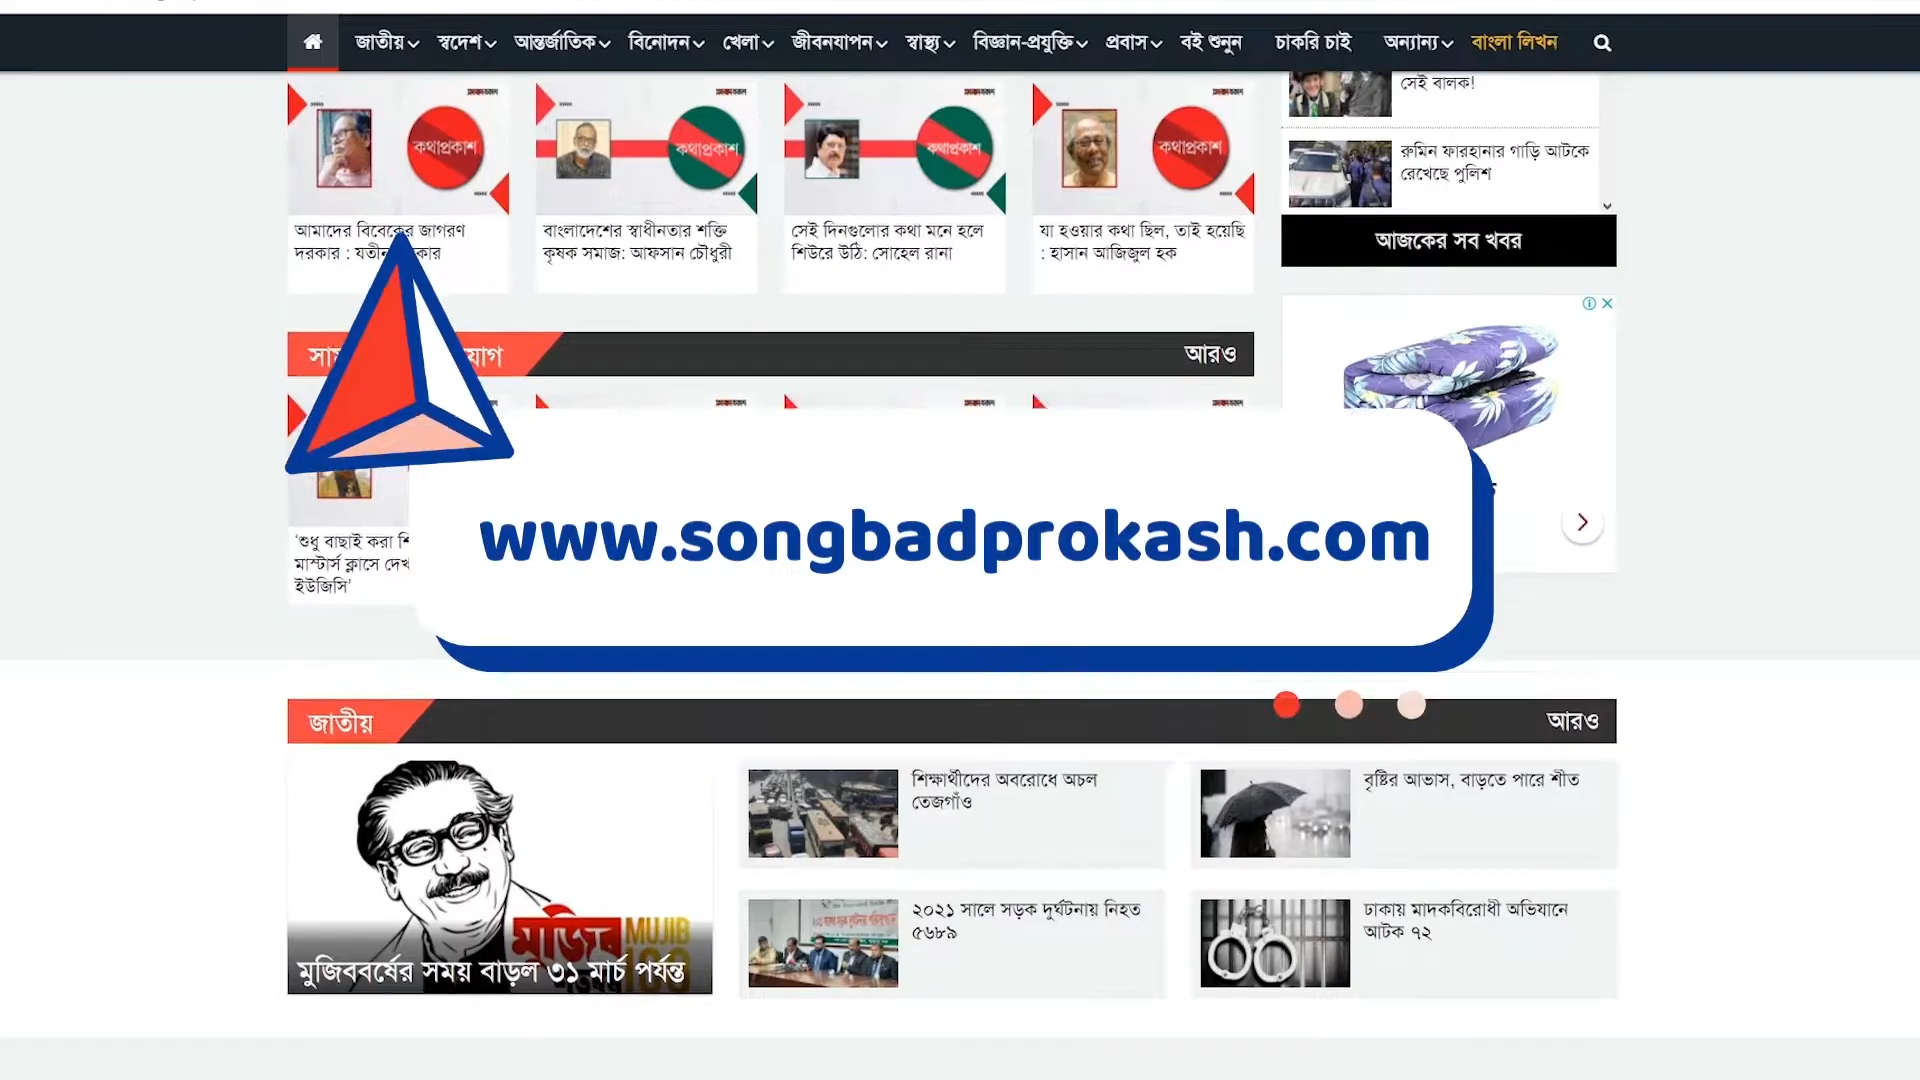 জাতীয় স্বদেশ আন্তর্জাতিক বিনোদন খেলা জীবনযাপন স্বাস্থ্য বিজ্ঞান-প্রযুক্তি প্রবাস বই শুনুন চাকরি চাই অন্যান্য বাংলা লিখন
সেই বালক!
রুমিন ফারহানার গাড়ি আটকে
রেখেছে পুলিশ
আজকের সব খবর
কথাপ্রকাশ
কথাপ্রকাশ
কথাপ্রকাশ
কথাপ্রকাশ
আমাদের বিবেকের জাগরণ
দরকার :
বাংলাদেশের স্বাধীনতার শক্তি
কৃষক সমাজ: আফসান চৌধুরী
সেই দিনগুলোর কথা মনে হলে
শিউরে উঠি: সোহেল রানা
যা হওয়ার কথা ছিল, তাই হয়েছি
: হাসান আজিজুল হক
আরও
‘শুধু বাছাই করা
মাস্টার্স ক্লাসে
ইউজিসি’
www.songbadprokash.com
জাতীয়
আরও
মুজিব MUJIB
100
মুজিববর্ষের সময় বাড়ল ৩১ মার্চ পর্যন্ত
শিক্ষার্থীদের অবরোধে অচল
তেজগাঁও
২০২১ সালে সড়ক দুর্ঘটনায় নিহত
৫৬৮৯
বৃষ্টির আভাস, বাড়তে পারে শীত
ঢাকায় মাদকবিরোধী অভিযানে
আটক ৭২